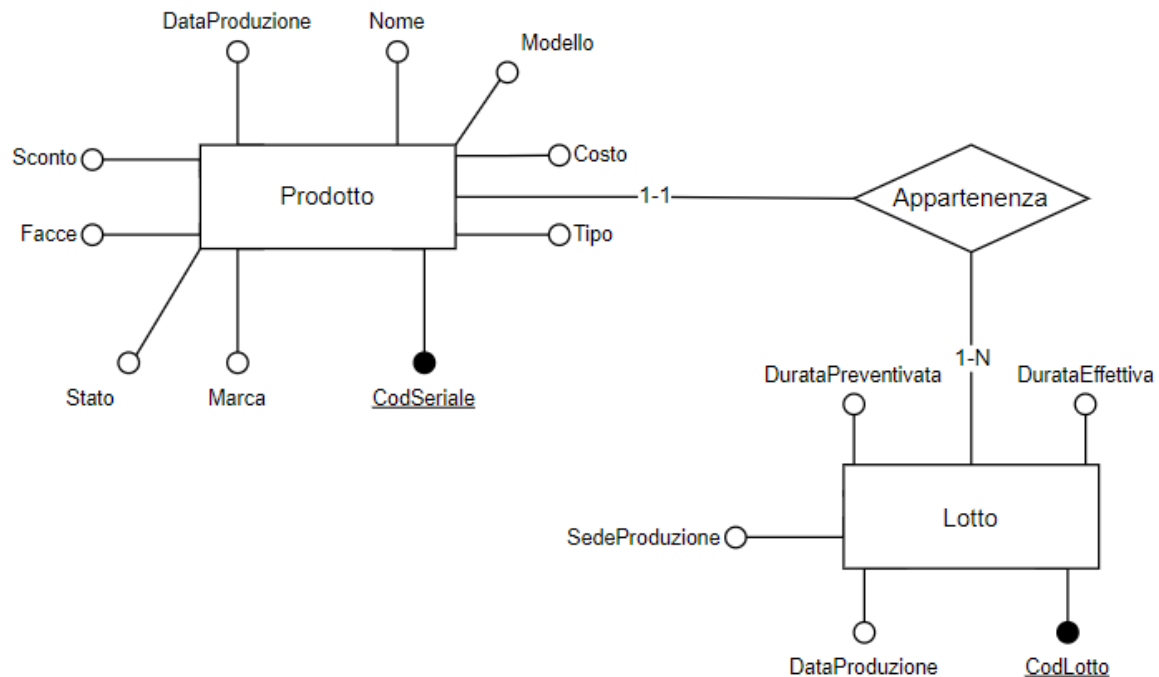 DataProduzione
Nome
Modello
Sconto
Costo
Prodotto
1-1
Appartenenza
Facce
Tipo
Stato
Marca
CodSeriale
1-N
DurataPreventivata
DurataEffettiva
Lotto
SedeProduzione
DataProduzione
CodLotto